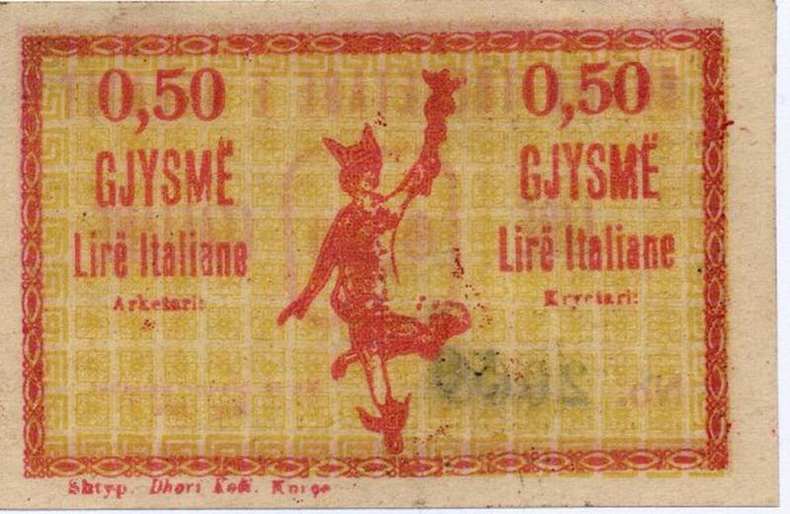 0,50
GJYSMË
Lirë Italiane
Arkëtari:
0,50
GJYSMË
Lirë Italiane
Kryetari:
Shtyp. Dhori Koti. Korçe